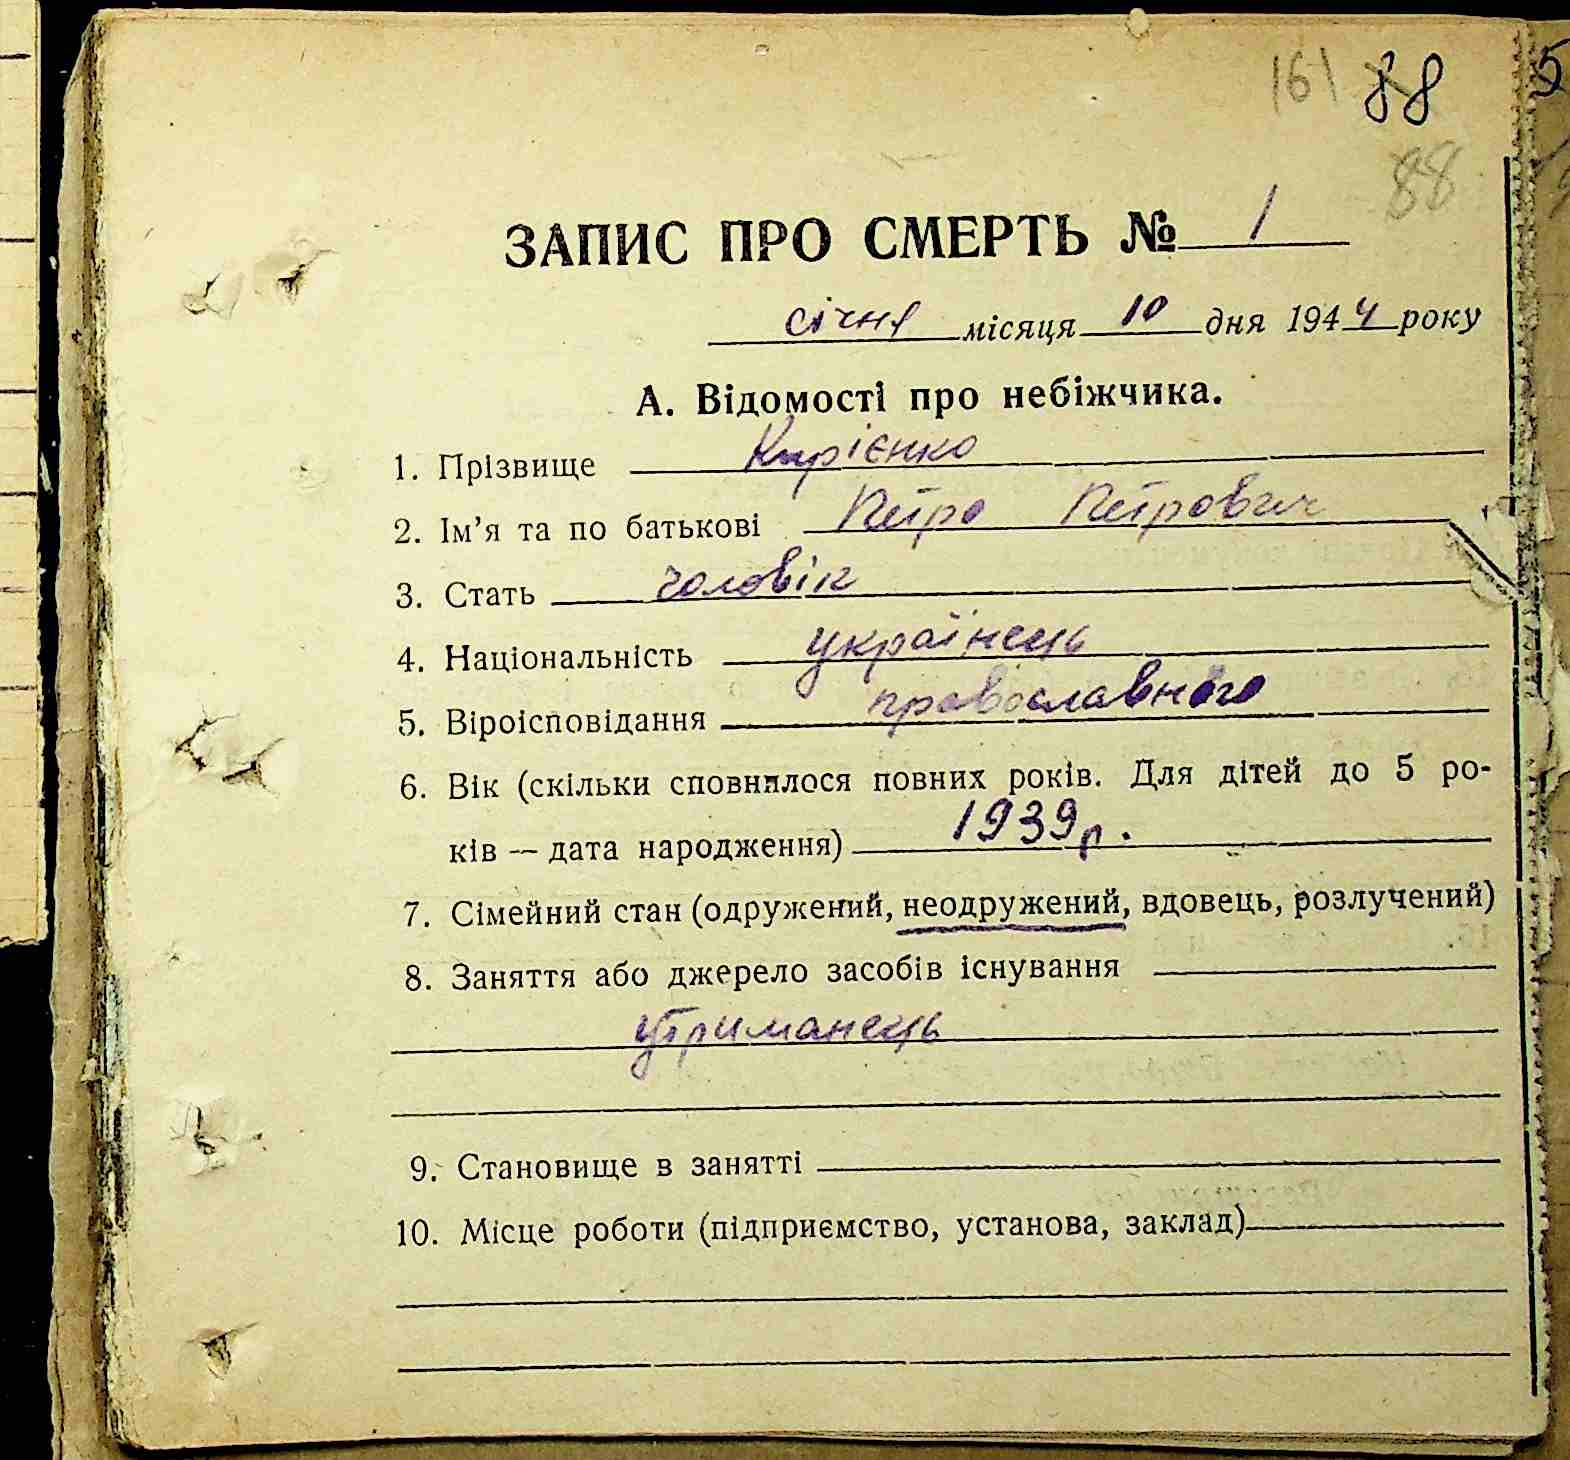 161 88
88
ЗАПИС ПРО СМЕРТЬ № 1
січня місяця 10 дня 1944 року
А. Відомості про небіжчика.
1. Прізвище Кирієнко
2. Ім'я та по батькові Петро Петрович
3. Стать чоловік
4. Національність українець
5. Віроісповідання православного
6. Вік (скільки сповнилося повних років. Для дітей до 5 ро-
ків — дата народження) 1939 р.
7. Сімейний стан (одружений, неодружений, вдовець, розлучений)
8. Заняття або джерело засобів існування
утриманець
9. Становище в занятті
10. Місце роботи (підприємство, установа, заклад)